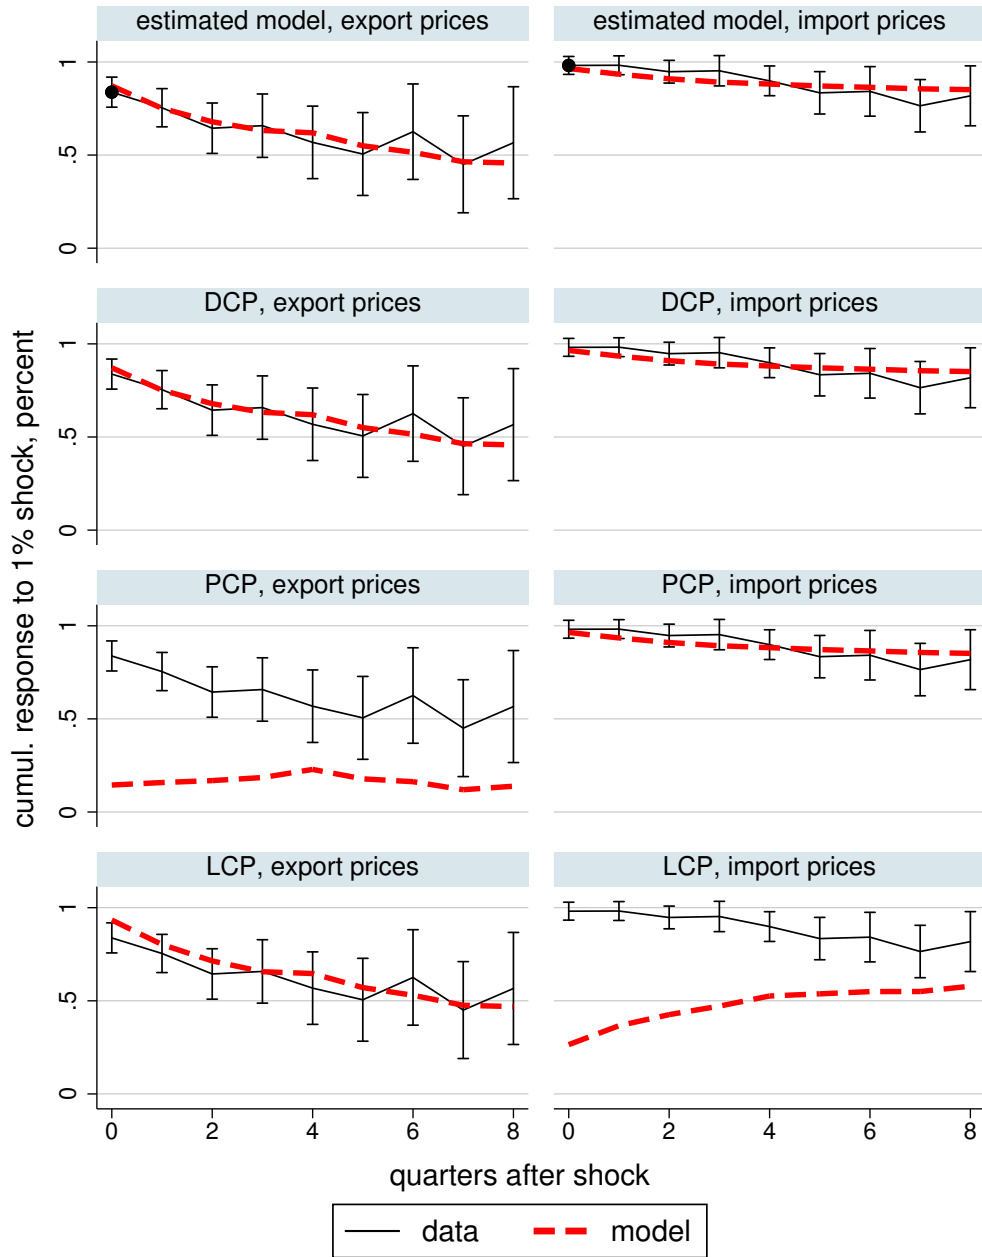 estimated model, export prices
estimated model, import prices
1
.5
0
DCP, export prices
DCP, import prices
1
.5
0
PCP, export prices
PCP, import prices
1
.5
0
LCP, export prices
LCP, import prices
1
.5
0
cumul. response to 1% shock, percent
0 2 4 6 8
0 2 4 6 8
quarters after shock
data model